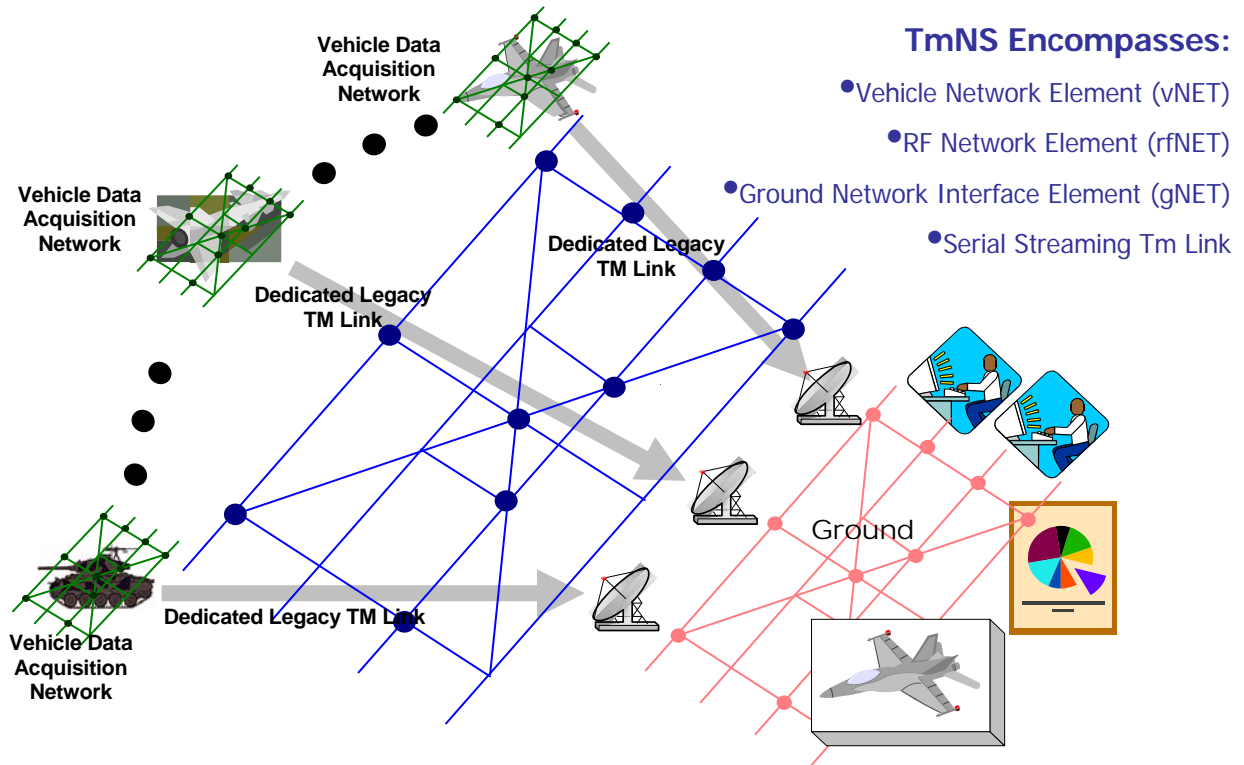 TmNS Encompasses:
•Vehicle Network Element (vNET)
•RF Network Element (rfNET)
•Ground Network Interface Element (gNET)
•Serial Streaming Tm Link
Vehicle Data
Acquisition
Network
Vehicle Data
Acquisition
Network
Dedicated Legacy
TM Link
Dedicated Legacy
TM Link
Ground
Dedicated Legacy TM Link
Vehicle Data
Acquisition
Network